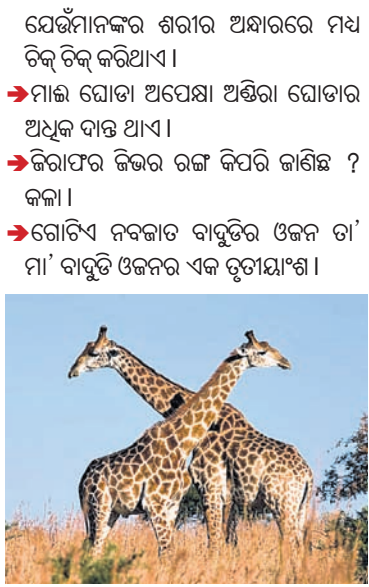 ଯେଉଁମାନଙ୍କର ଶରୀର ଅନ୍ଧାରରେ ମଧ୍ୟ
ଚିକ୍ ଚିକ୍ କରିଥାଏ ।
➔ମାଈ ଘୋଡା ଅପେକ୍ଷା ଅଣ୍ଡିରା ଘୋଡାର
ଅଧିକ ଦାନ୍ତ ଥାଏ ।
➔ଜିରାଫର ଜିଭର ରଙ୍ଗ କିପରି ଜାଣିଛ ?
କଳା ।
➔ଗୋଟିଏ ନବଜାତ ବାଦୁଡିର ଓଜନ ତା’
ମା’ ବାଦୁଡି ଓଜନର ଏକ ତୃତୀୟାଂଶ ।